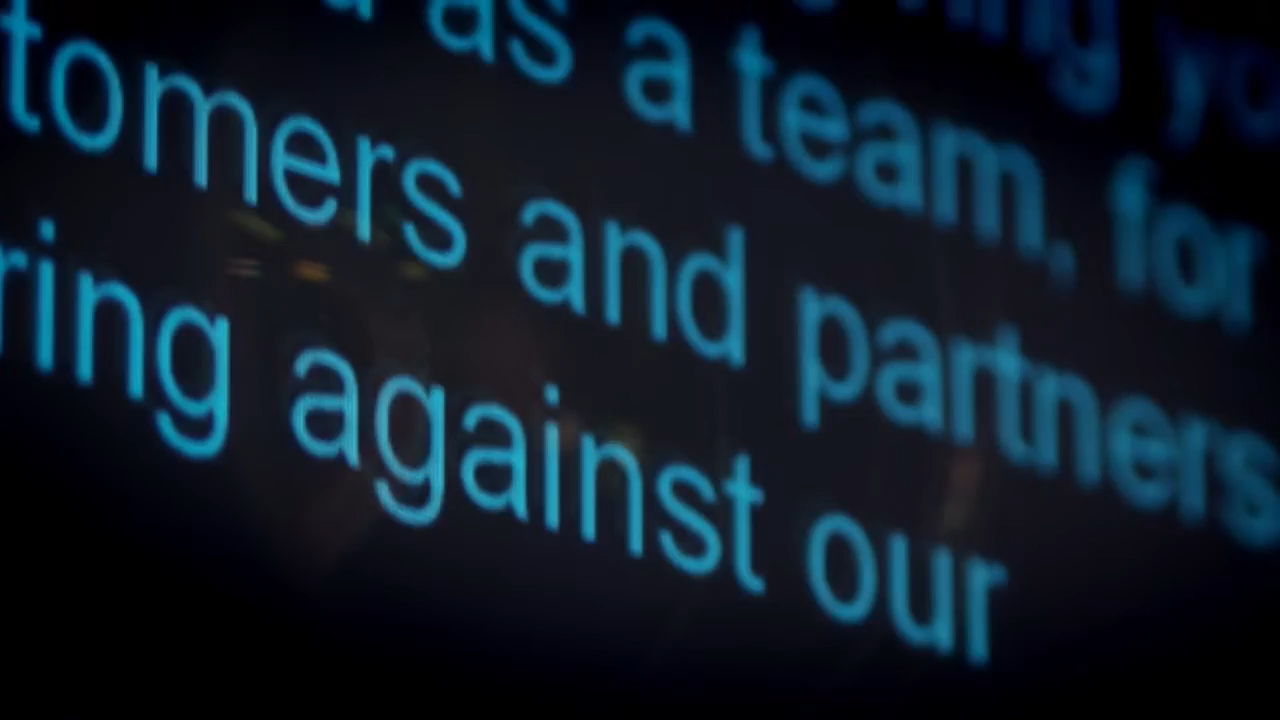 as a team, for
tomers and partners
ring against our